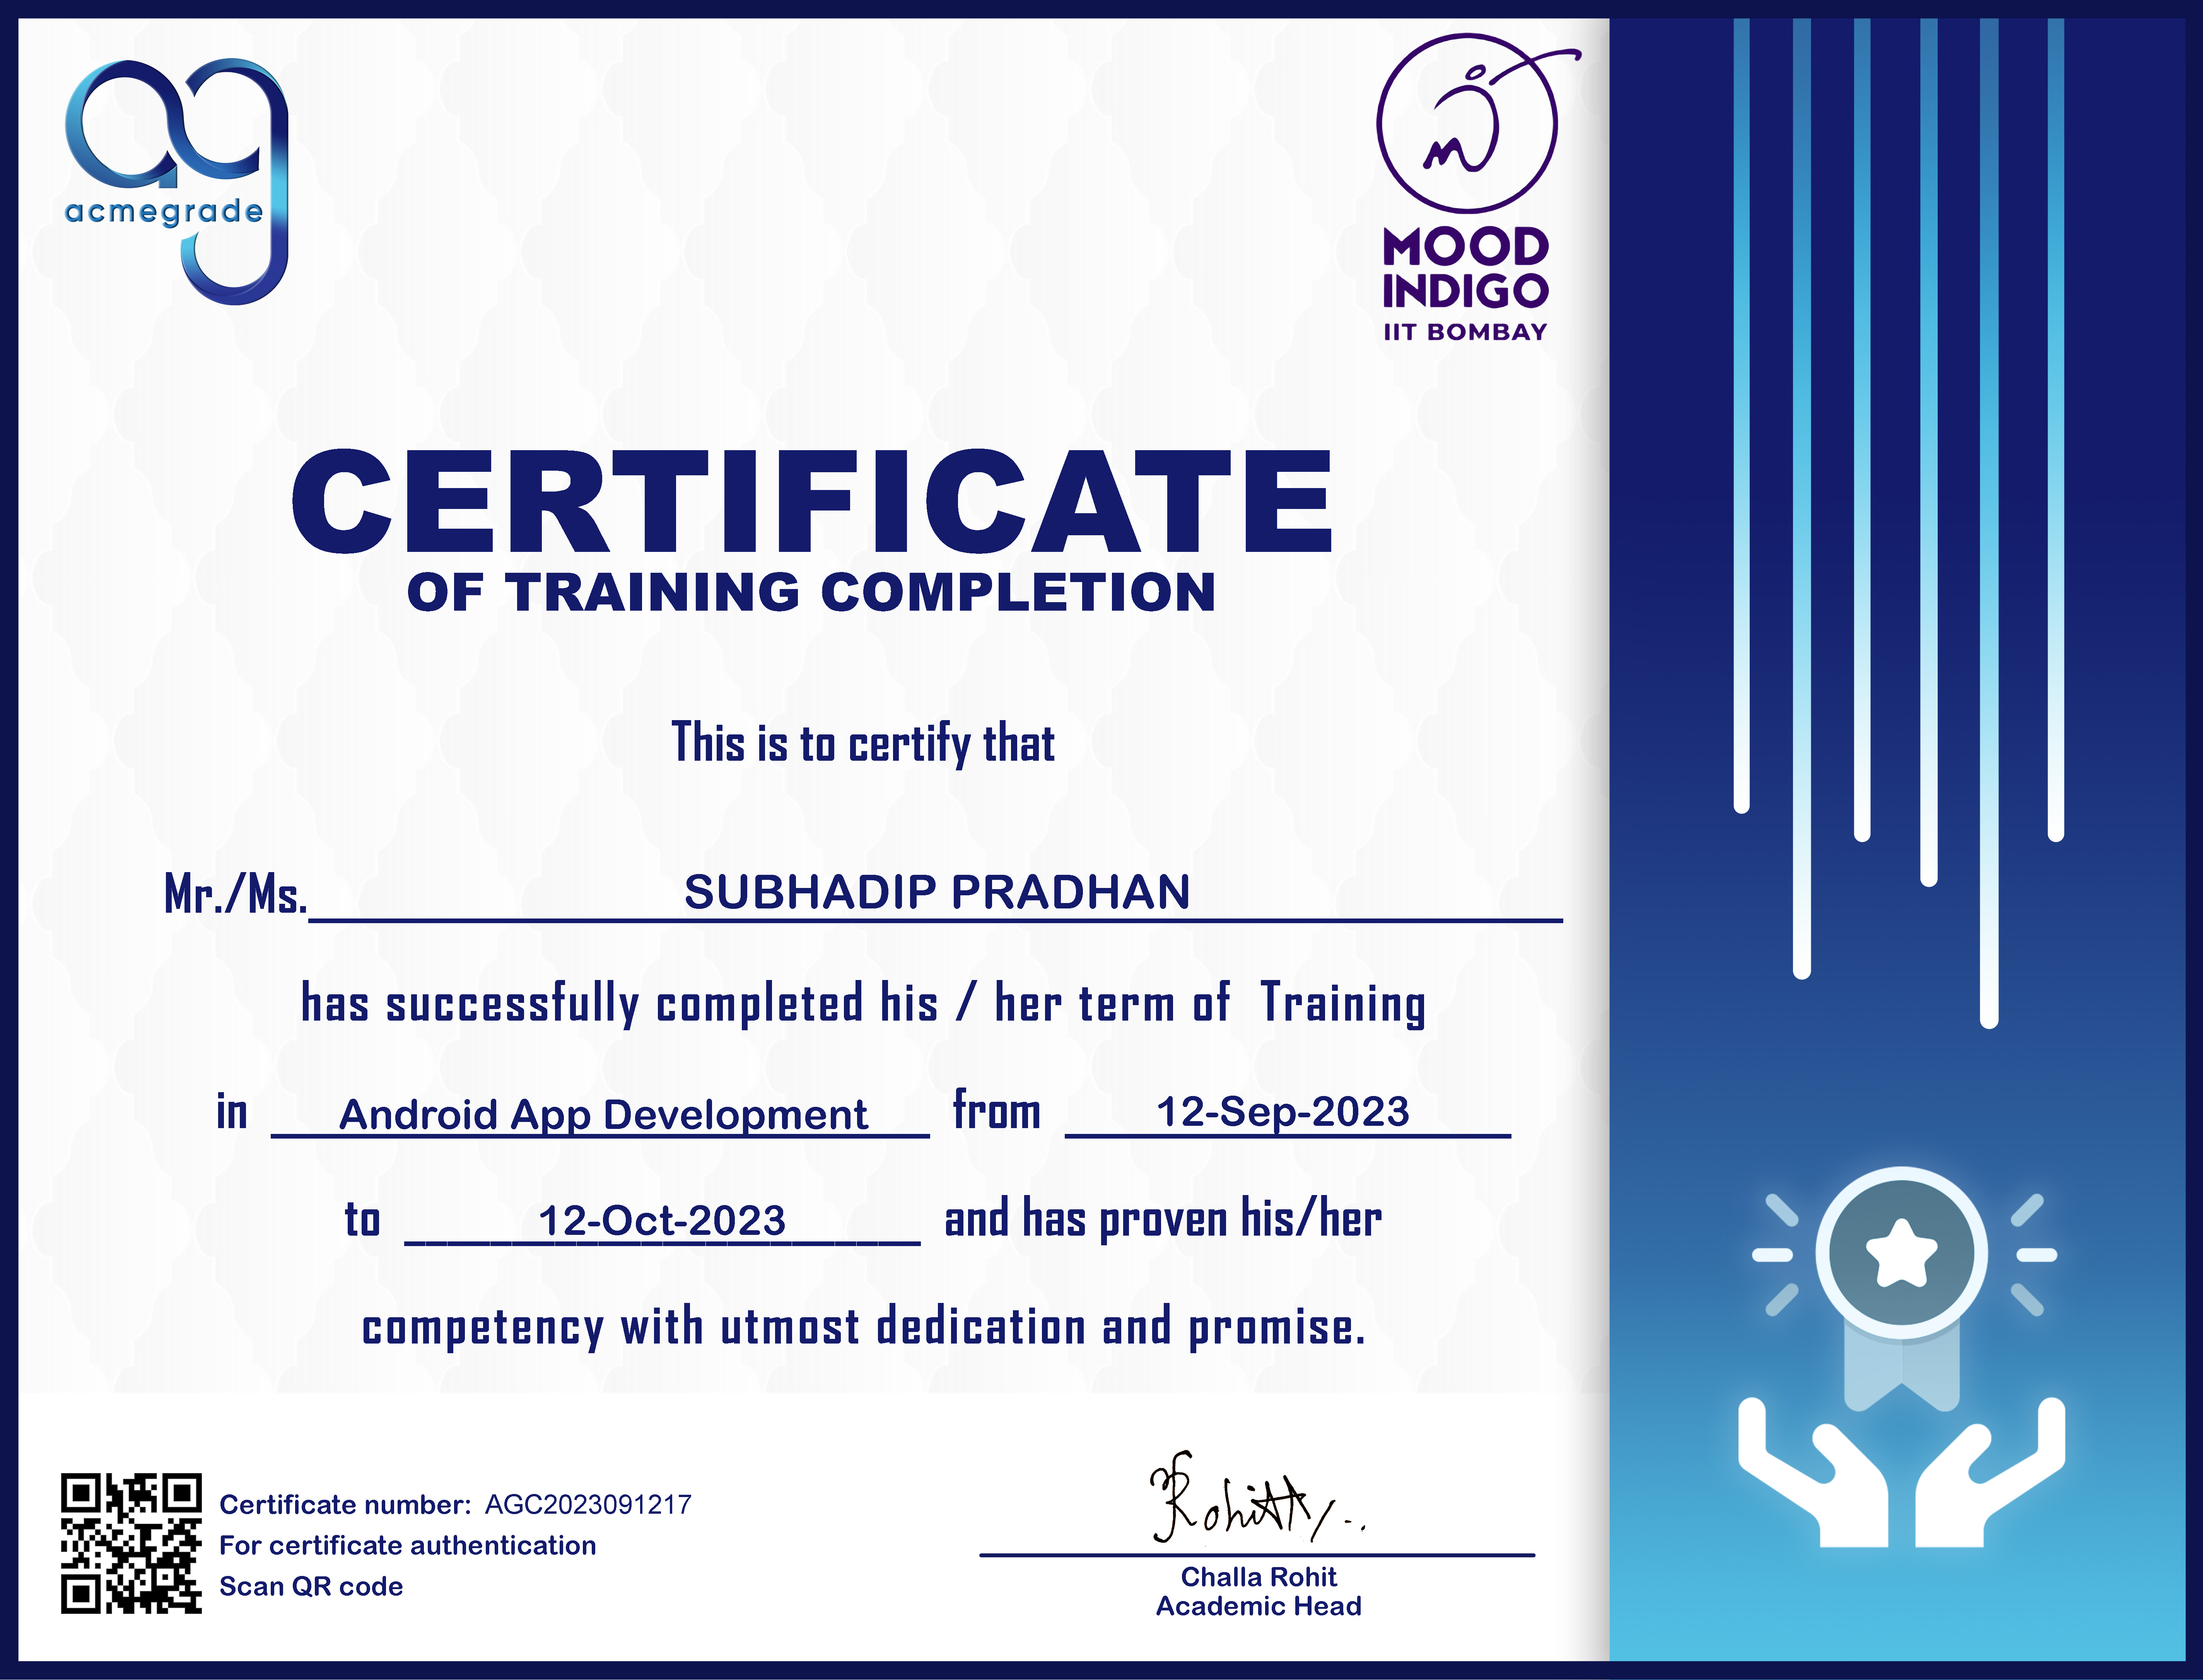 acmegrade
MOOD
INDIGO
IIT BOMBAY
CERTIFICATE
OF TRAINING COMPLETION
This is to certify that
Mr./Ms. SUBHADIP PRADHAN
has successfully completed his / her term of Training
in Android App Development from 12-Sep-2023
to 12-Oct-2023 and has proven his/her
competency with utmost dedication and promise.
Certificate number: AGC2023091217
For certificate authentication
Scan QR code
Rohitt
Challa Rohit
Academic Head